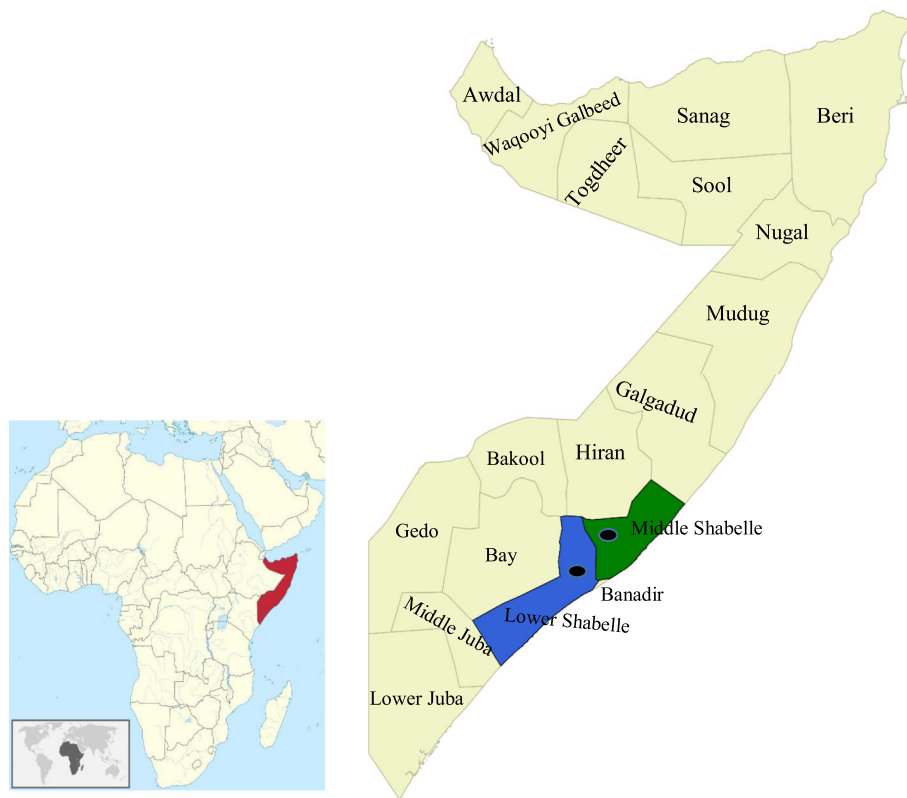 Awdal
Waqooyi Galbeed
Togdheer
Sanag
Sool
Beri
Nugal
Mudug
Galgadud
Hiran
Bakool
Gedo
Bay
Middle Shabelle
Banadir
Lower Shabelle
Middle Juba
Lower Juba